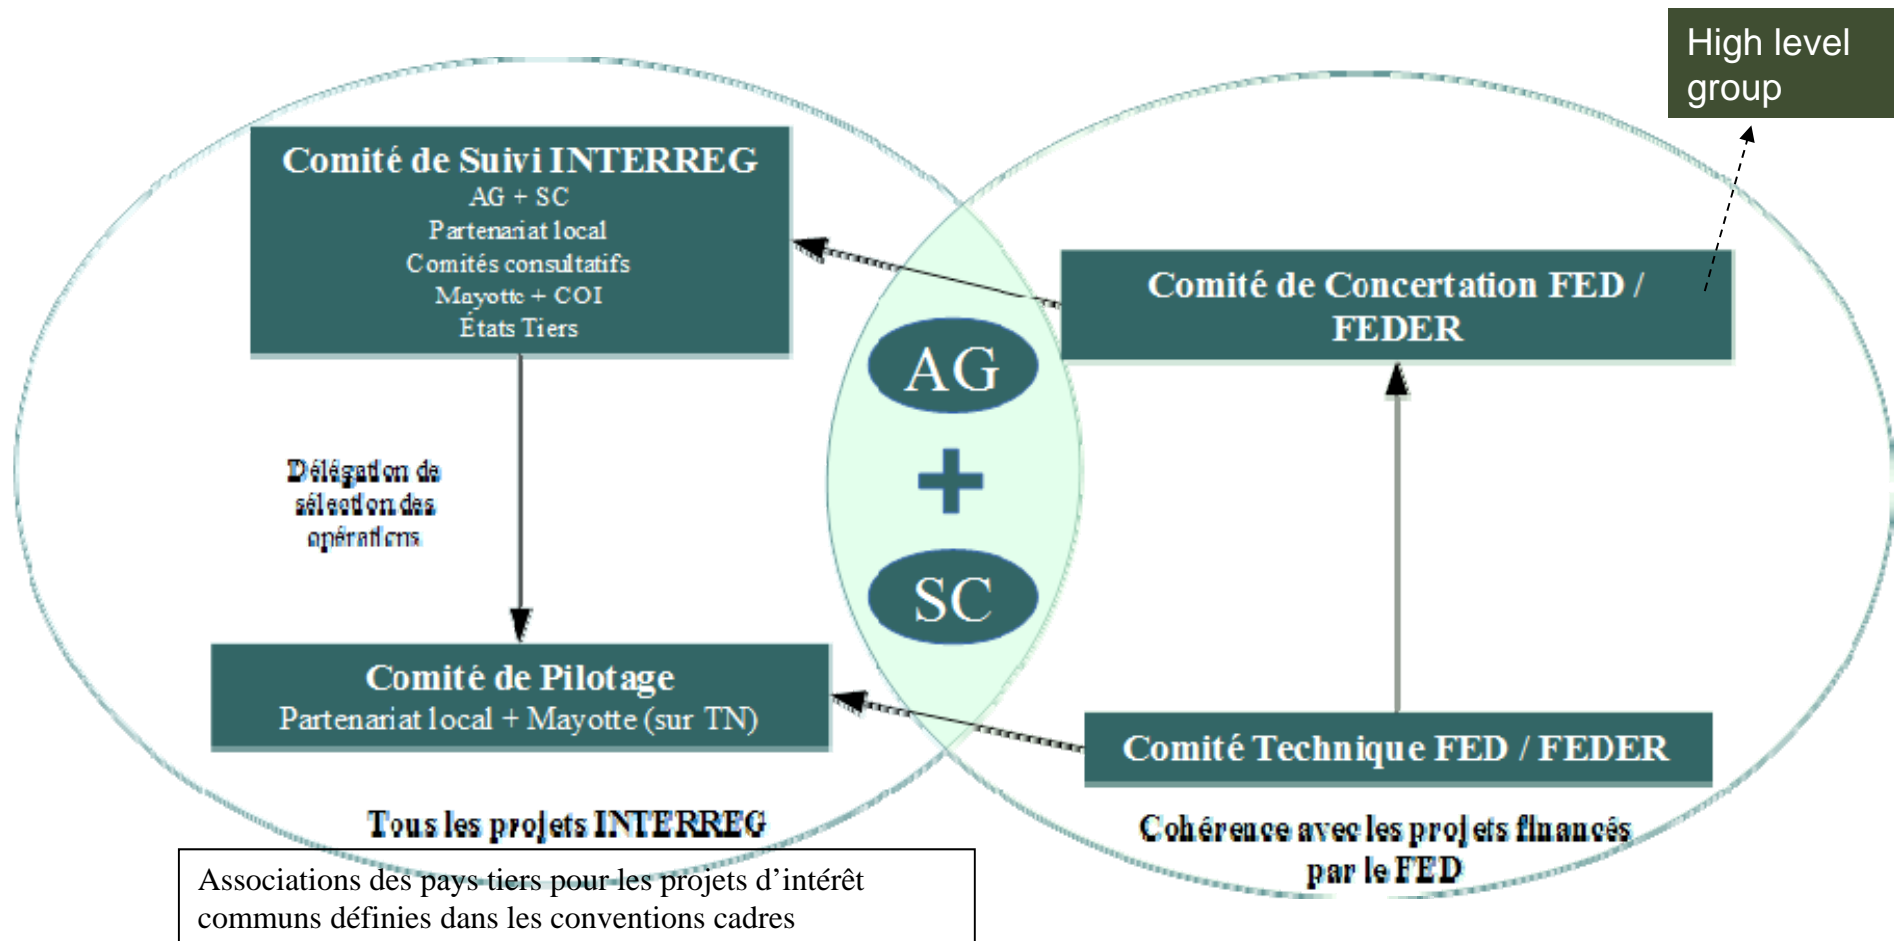 High level
group
Comité de Suivi INTERREG
AG + SC
Partenariat local
Comités consultatifs
Mayotte + COI
États Tiers
Comité de Concertation FED /
FEDER
AG
+
SC
Délégation de
sélection des
opérations
Comité de Pilotage
Partenariat local + Mayotte (sur TN)
Comité Technique FED / FEDER
Tous les projets INTERREG
Cohérence avec les projets financés
par le FED
Associations des pays tiers pour les projets d’intérêt
communs définies dans les conventions cadres